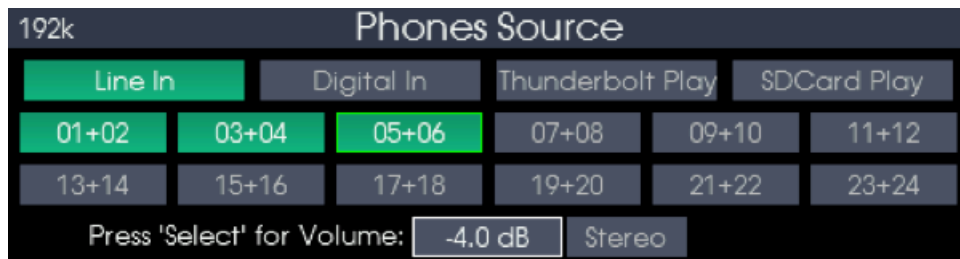 192k Phones Source
Line In Digital In Thunderbolt Play SDCard Play
01+02 03+04 05+06 07+08 09+10 11+12
13+14 15+16 17+18 19+20 21+22 23+24
Press 'Select' for Volume: -4.0 dB Stereo